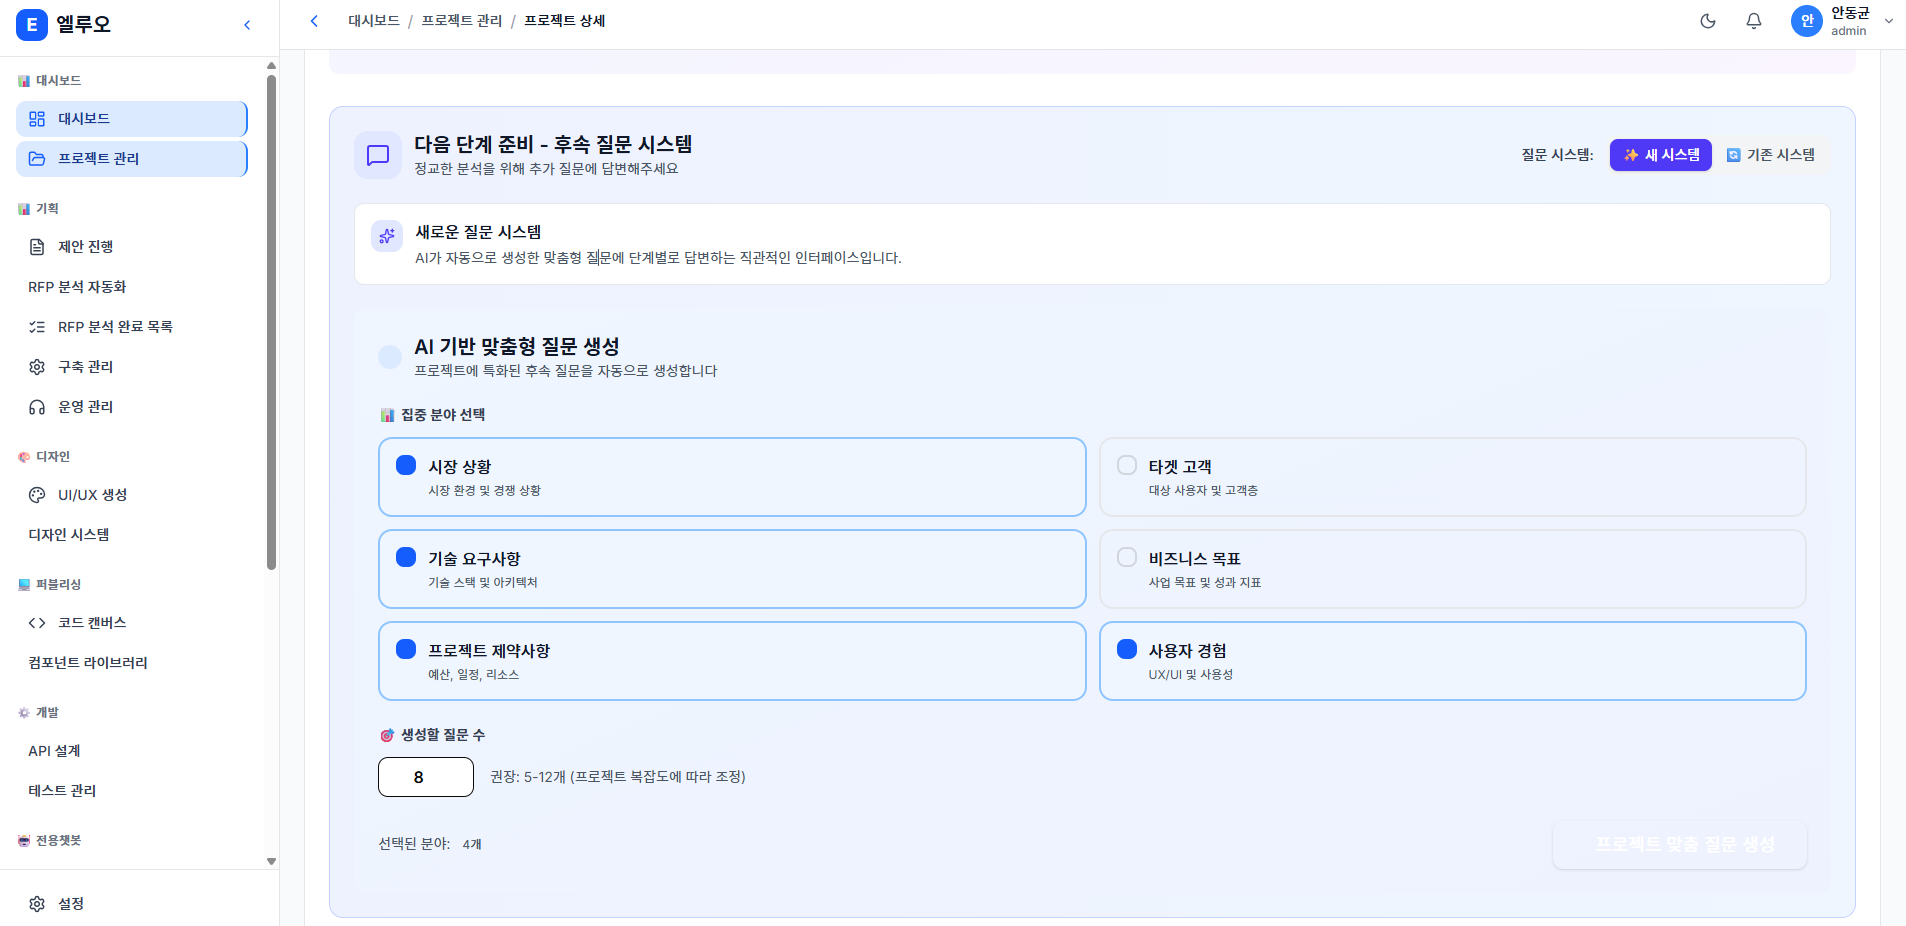 E 엘루오
대시보드 / 프로젝트 관리 / 프로젝트 상세
안
안동균
admin
대시보드
대시보드
프로젝트 관리
기획
제안 진행
RFP 분석 자동화
RFP 분석 완료 목록
구축 관리
운영 관리
디자인
UI/UX 생성
디자인 시스템
퍼블리싱
코드 캔버스
컴포넌트 라이브러리
개발
API 설계
테스트 관리
전용챗봇
설정
다음 단계 준비 - 후속 질문 시스템
정교한 분석을 위해 추가 질문에 답변해주세요
질문 시스템:
새 시스템
기존 시스템
새로운 질문 시스템
AI가 자동으로 생성한 맞춤형 질문에 단계별로 답변하는 직관적인 인터페이스입니다.
AI 기반 맞춤형 질문 생성
프로젝트에 특화된 후속 질문을 자동으로 생성합니다
집중 분야 선택
시장 상황
시장 환경 및 경쟁 상황
타겟 고객
대상 사용자 및 고객층
기술 요구사항
기술 스택 및 아키텍처
비즈니스 목표
사업 목표 및 성과 지표
프로젝트 제약사항
예산, 일정, 리소스
사용자 경험
UX/UI 및 사용성
생성할 질문 수
8
권장: 5-12개 (프로젝트 복잡도에 따라 조정)
선택된 분야: 4개
프로젝트 맞춤 질문 생성